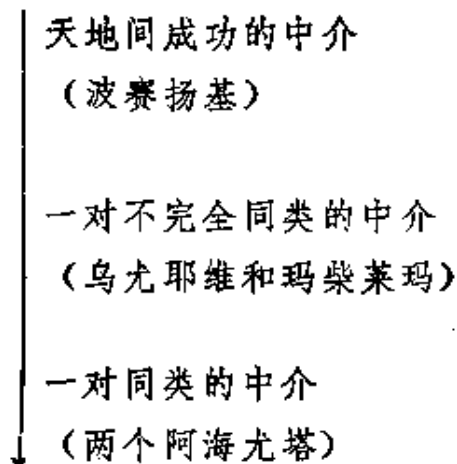 天地间成功的中介
（波赛扬基）
一对不完全同类的中介
（乌尤耶维和玛柴莱玛）
一对同类的中介
（两个阿海尤塔）